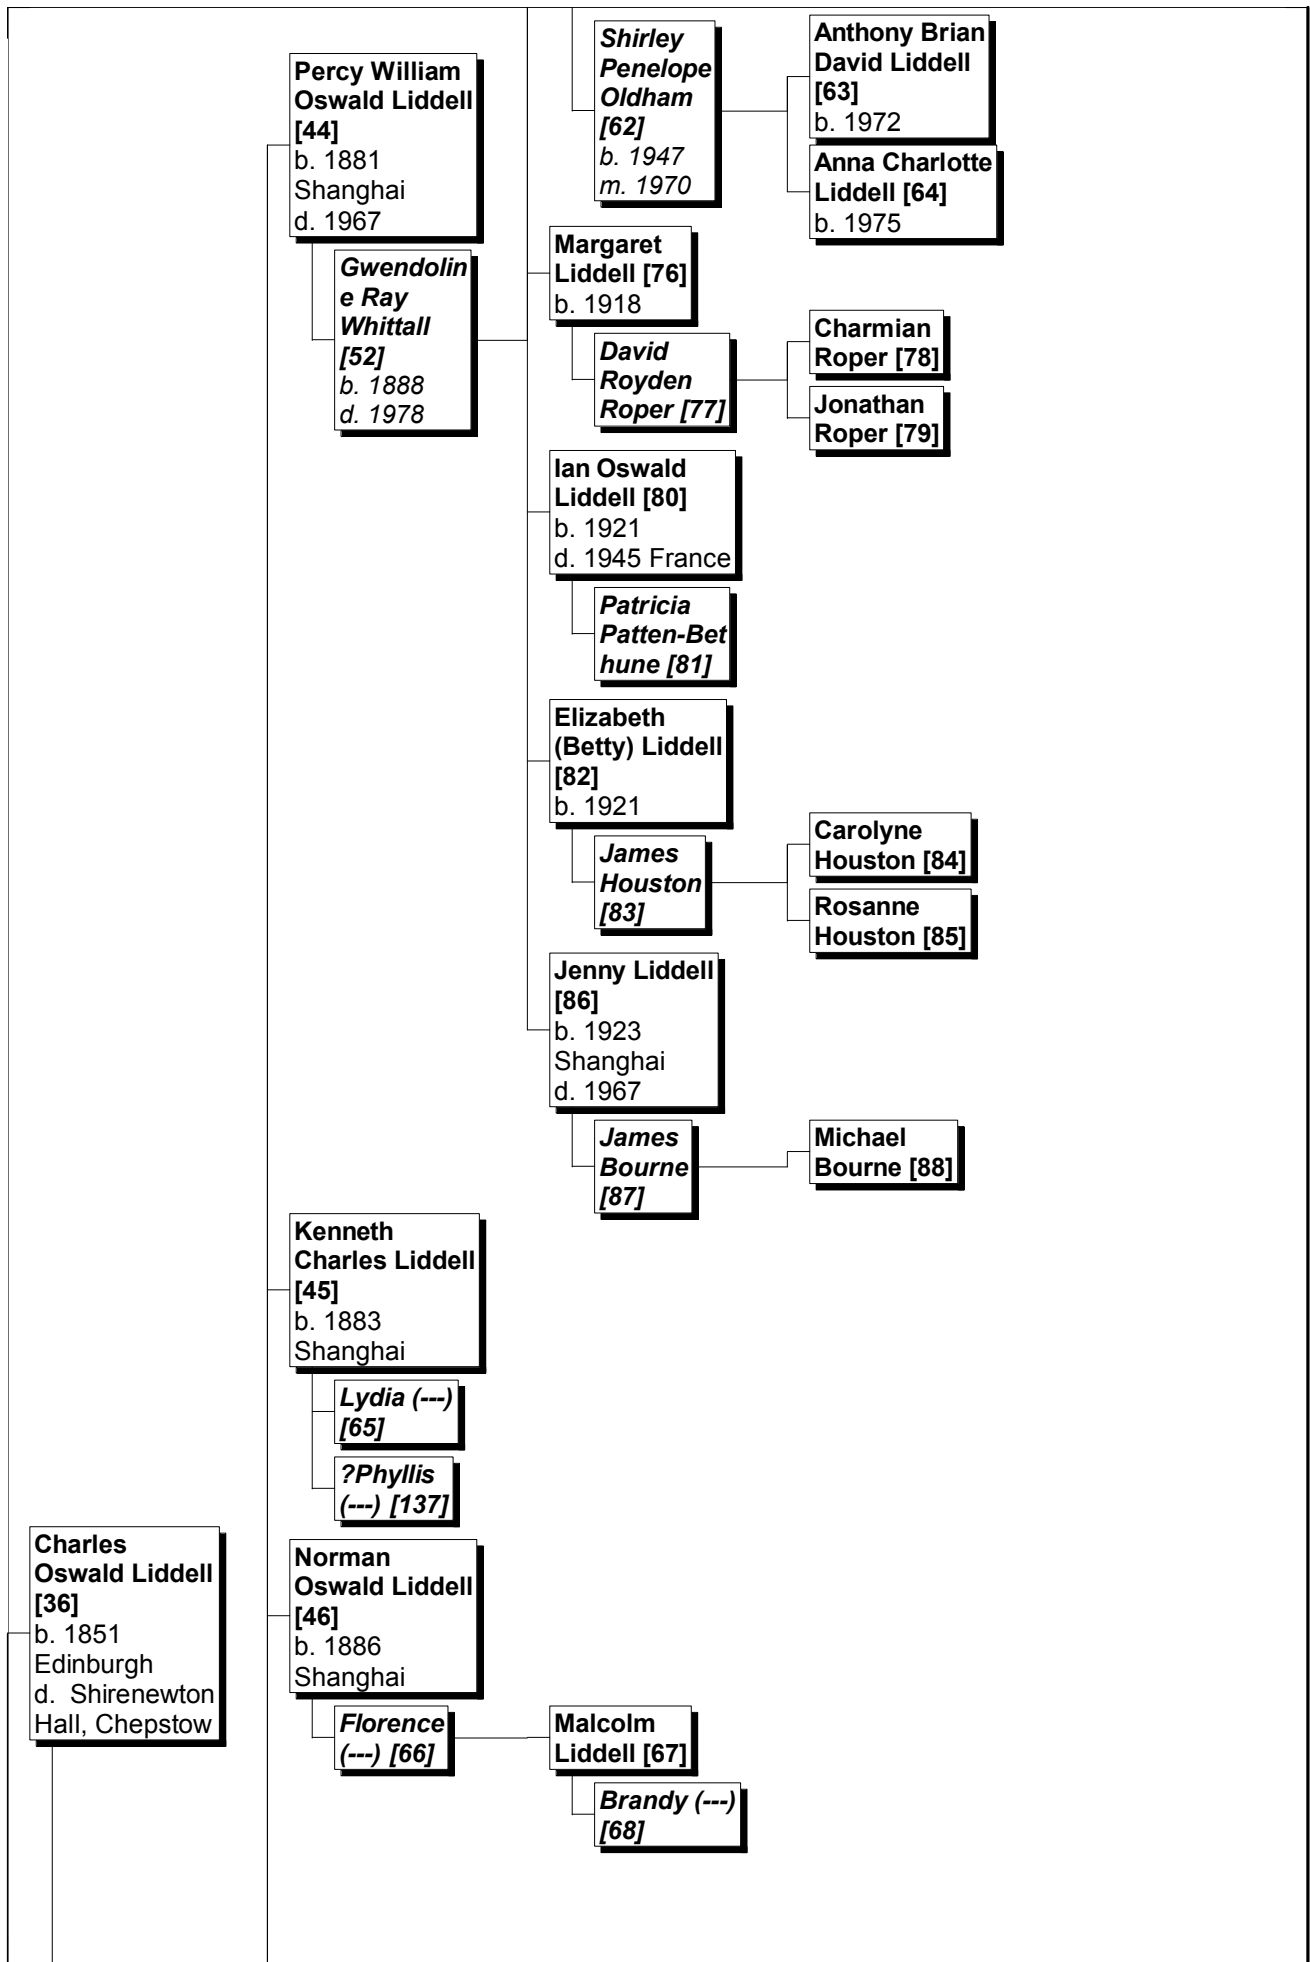 Shirley
Penelope
Oldham
[62]
b. 1947
m. 1970
Anthony Brian
David Liddell
[63]
b. 1972
Anna Charlotte
Liddell [64]
b. 1975
Percy William
Oswald Liddell
[44]
b. 1881
Shanghai
d. 1967
Gwendolin
e Ray
Whittall
[52]
b. 1888
d. 1978
Margaret
Liddell [76]
b. 1918
David
Royden
Roper [77]
Charmian
Roper [78]
Jonathan
Roper [79]
Ian Oswald
Liddell [80]
b. 1921
d. 1945 France
Patricia
Patten-Bet
hune [81]
Elizabeth
(Betty) Liddell
[82]
b. 1921
James
Houston
[83]
Carolyne
Houston [84]
Rosanne
Houston [85]
Jenny Liddell
[86]
b. 1923
Shanghai
d. 1967
James
Bourne
[87]
Michael
Bourne [88]
Kenneth
Charles Liddell
[45]
b. 1883
Shanghai
Lydia (---)
[65]
?Phyllis
(---) [137]
Charles
Oswald Liddell
[36]
b. 1851
Edinburgh
d.  Shirenewton
Hall, Chepstow
Norman
Oswald Liddell
[46]
b. 1886
Shanghai
Florence
(---) [66]
Malcolm
Liddell [67]
Brandy (---)
[68]